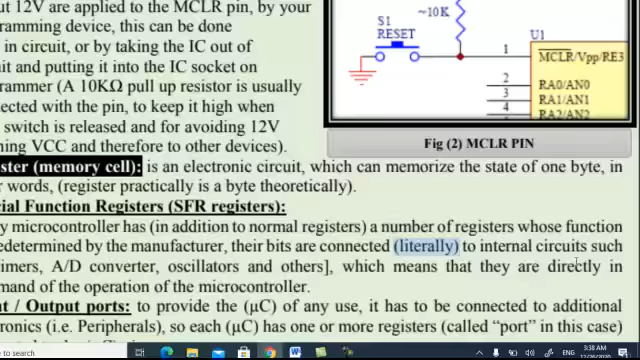 ut 12V are applied to the MCLR pin, by your
gramming device, this can be done
in circuit, or by taking the IC out of
it and putting it into the IC socket on
grammer (A 10KΩ pull up resistor is usually
ected with the pin, to keep it high when
switch is released and for avoiding 12V
ing VCC and therefore to other devices).
~10K
S1
RESET
U1
1
MCLR/Vpp/RE3
2
RA0/AN0
3
RA1/AN1
4
RA2/AN2
Fig (2) MCLR PIN
ster (memory cell): is an electronic circuit, which can memorize the state of one byte, in
r words, (register practically is a byte theoretically).
cial Function Registers (SFR registers):
y microcontroller has (in addition to normal registers) a number of registers whose function
edetermined by the manufacturer, their bits are connected (literally) to internal circuits such
imers, A/D converter, oscillators and others], which means that they are directly in
mand of the operation of the microcontroller.
t / Output ports: to provide the (μC) of any use, it has to be connected to additional
ronics (i.e. Peripherals), so each (μC) has one or more registers (called “port” in this case)
to search
3:38 AM